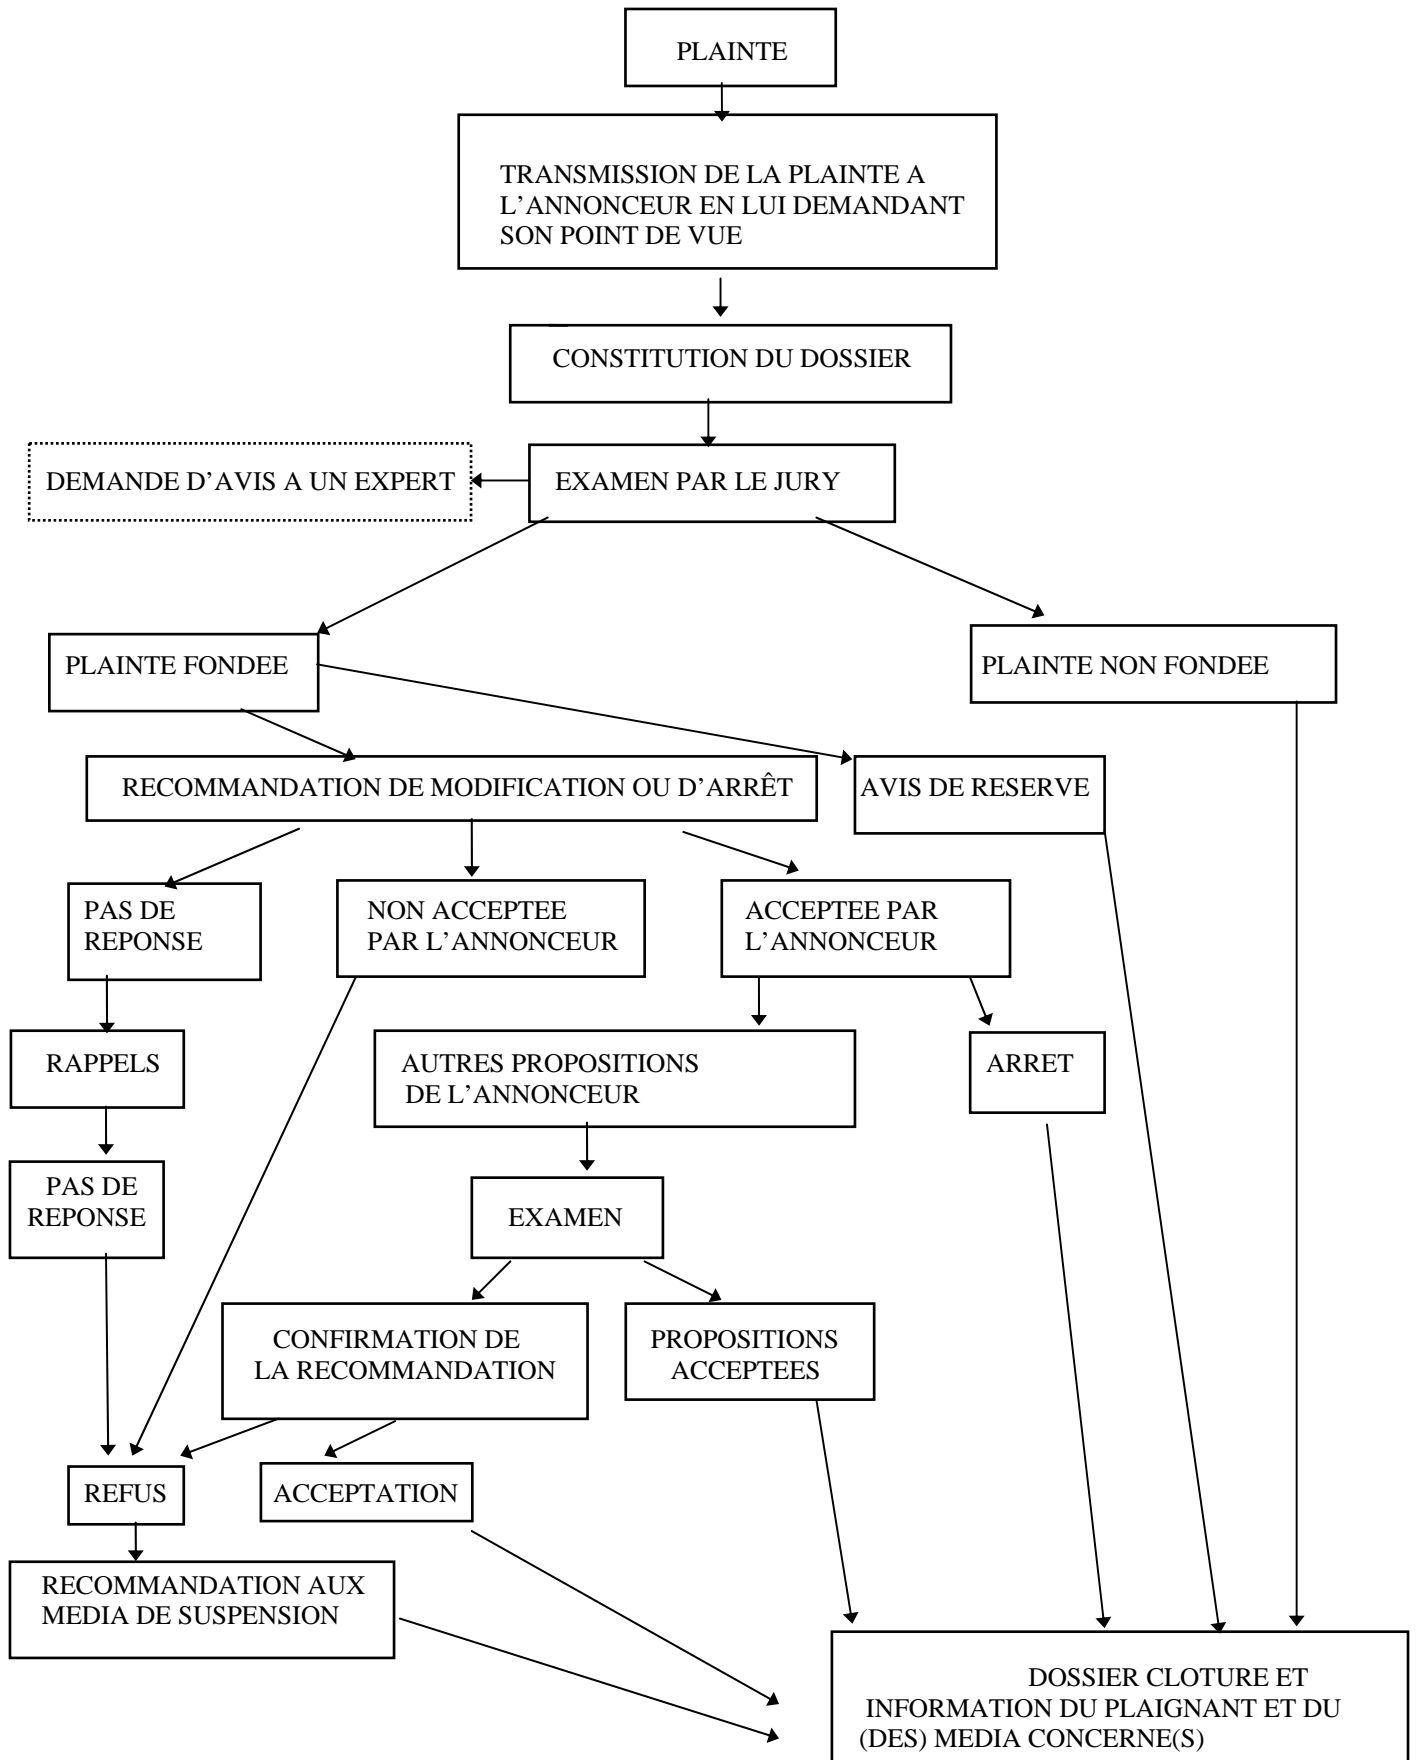 PLAINTE
TRANSMISSION DE LA PLAINTE A
L’ANNONCEUR EN LUI DEMANDANT
SON POINT DE VUE
CONSTITUTION DU DOSSIER
DEMANDE D’AVIS A UN EXPERT
EXAMEN PAR LE JURY
PLAINTE FONDEE
PLAINTE NON FONDEE
RECOMMANDATION DE MODIFICATION OU D’ARRÊT
AVIS DE RESERVE
PAS DE
REPONSE
NON ACCEPTEE
PAR L’ANNONCEUR
ACCEPTEE PAR
L’ANNONCEUR
RAPPELS
AUTRES PROPOSITIONS
DE L’ANNONCEUR
ARRET
PAS DE
REPONSE
EXAMEN
CONFIRMATION DE
LA RECOMMANDATION
PROPOSITIONS
ACCEPTEES
REFUS
ACCEPTATION
RECOMMANDATION AUX
MEDIA DE SUSPENSION
DOSSIER CLOTURE ET
INFORMATION DU PLAIGNANT ET DU
(DES) MEDIA CONCERNE(S)